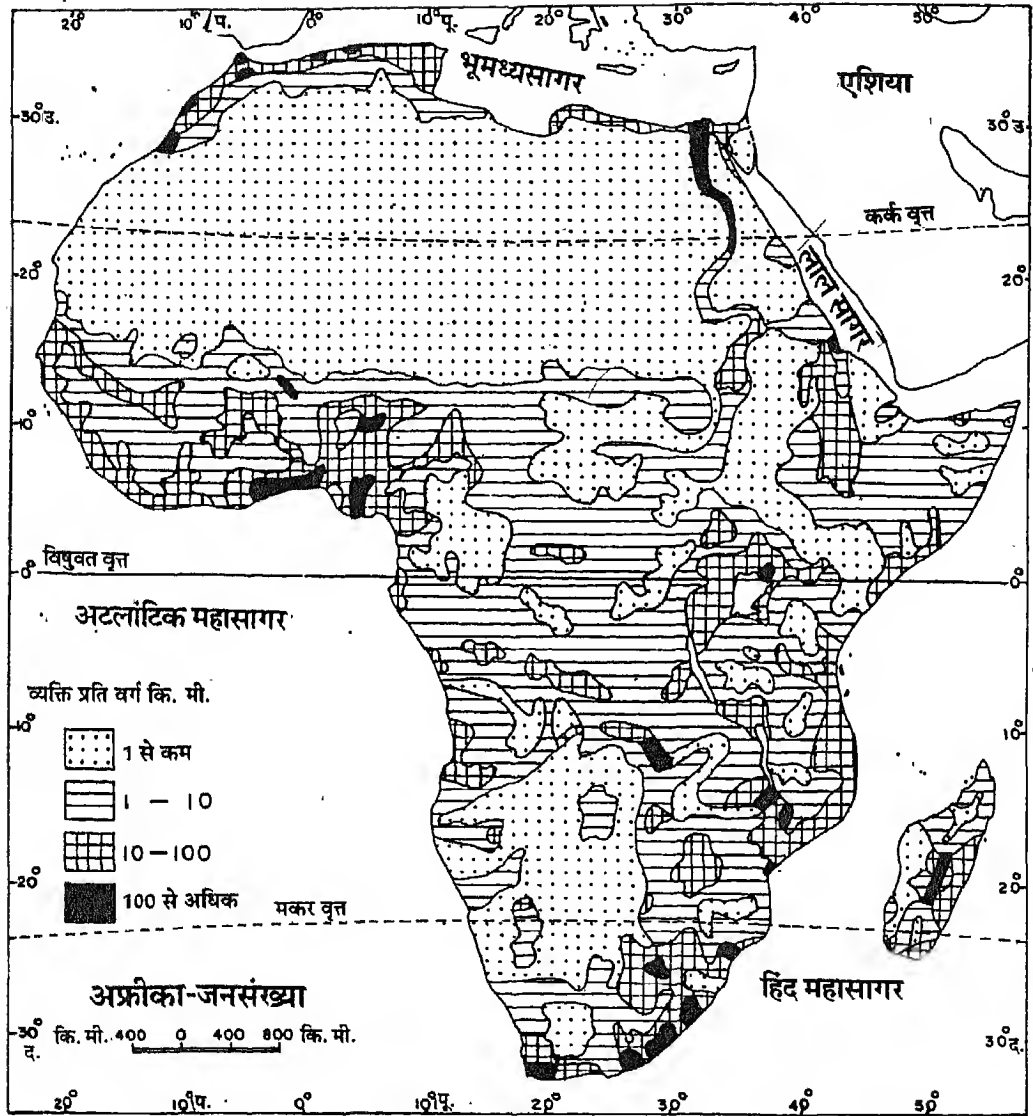 20° 10° प. 0° 10° पू. 20° 30° 40° 50°
भूमध्यसागर
एशिया
30° उ. 30° उ.
कर्क वृत्त
20° 20°
लाल सागर
10° 10°
विषुवत वृत्त
0° 0°
अटलांटिक महासागर
व्यक्ति प्रति वर्ग कि. मी.
1 से कम
1 – 10
10 – 100
100 से अधिक
10° 10°
20° 20°
मकर वृत्त
अफ्रीका-जनसंख्या
हिंद महासागर
कि. मी. 400 0 400 800 कि. मी.
30° द. 30° द.
20° 10° प. 0° 10° पू. 20° 30° 40° 50°